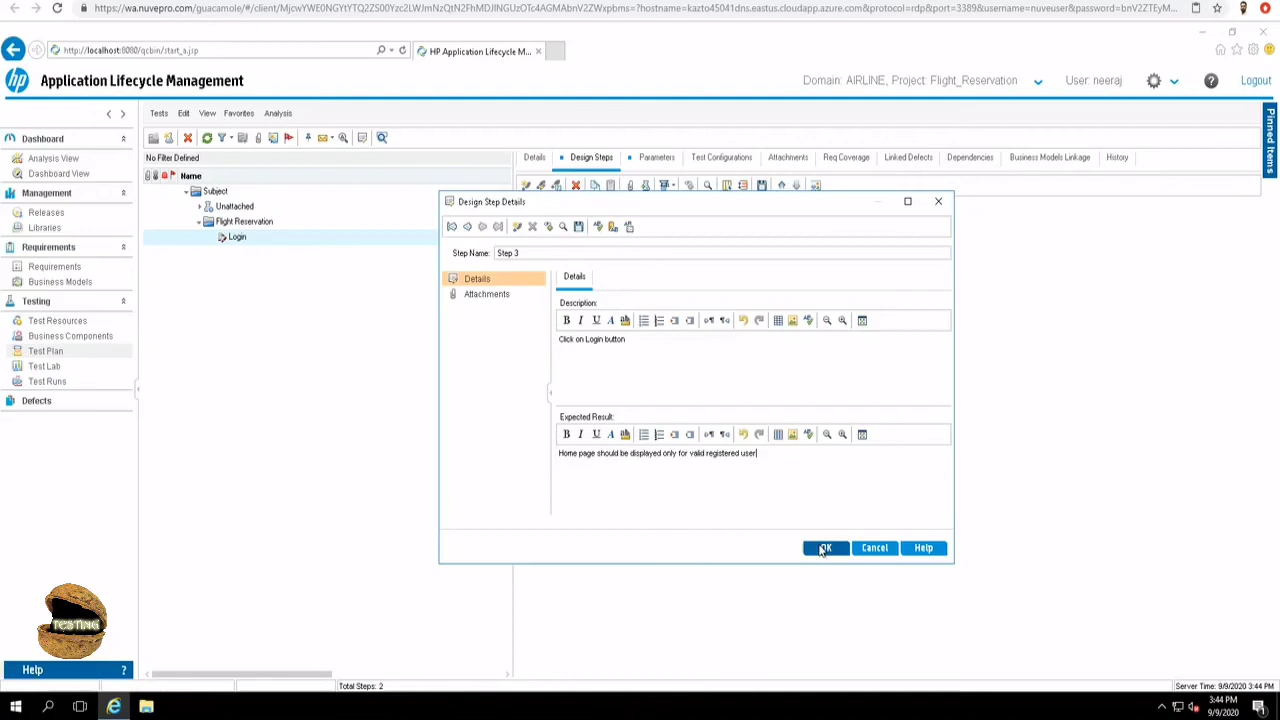 https://wa.nuvepro.com/guacamole/#/client/MjcwYWE0NGYtYTQ2ZS00Yzc2LWJmNzQtN2FhMDJlNGUzOTc4AGMAbnV2ZWxpbms=?hostname=kazto45041dns.eastus.cloudapp.azure.com&protocol=rdp&port=3389&username=nuveuser&password=bnV2ZTEyM...
http://localhost:8080/qcbin/start_a.jsp
HP Application Lifecycle M...
hp Application Lifecycle Management
Domain: AIRLINE, Project: Flight_Reservation
User: neeraj
Logout
Pinned Items
Tests Edit View Favorites Analysis
Dashboard
Analysis View
Dashboard View
Management
Releases
Libraries
Requirements
Requirements
Business Models
Testing
Test Resources
Business Components
Test Plan
Test Lab
Test Runs
Defects
No Filter Defined
Name
Subject
Unattached
Flight Reservation
Login
Details Design Steps Parameters Test Configurations Attachments Req Coverage Linked Defects Dependencies Business Models Linkage History
Design Step Details
Step Name: Step 3
Details
Attachments
Details
Description:
B I U A ab
Click on Login button
Expected Result:
B I U A ab
Home page should be displayed only for valid registered user
OK Cancel Help
TESTING
Help ?
Total Steps: 2
Server Time: 9/9/2020 3:44 PM
3:44 PM
9/9/2020
1